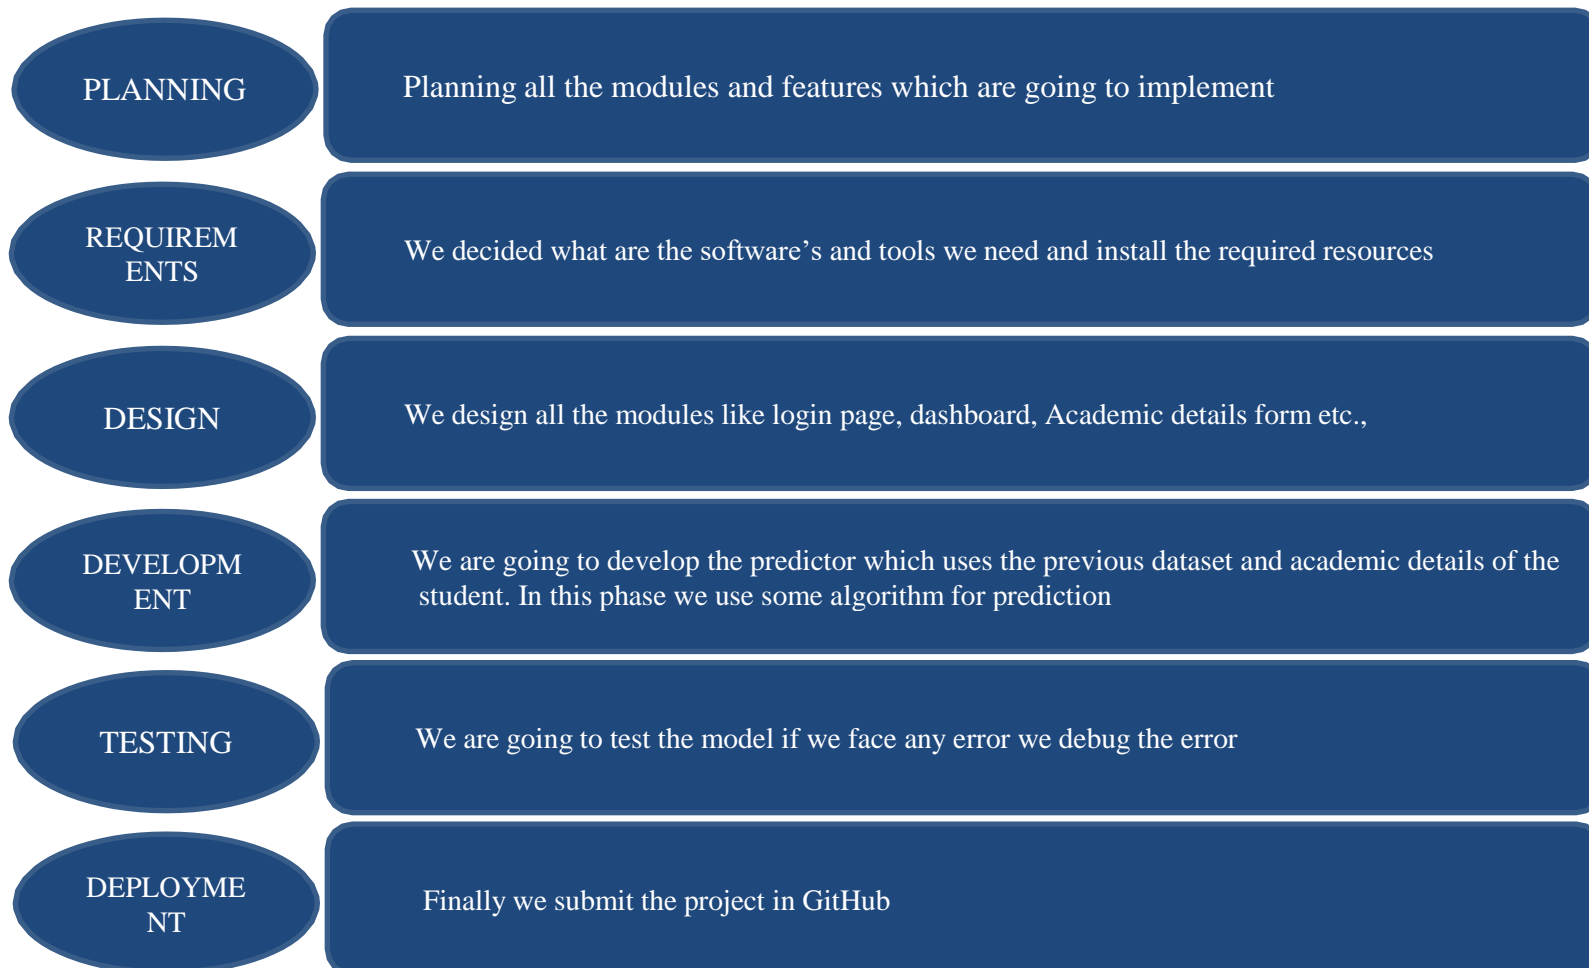 PLANNING
Planning all the modules and features which are going to implement
REQUIREM
ENTS
We decided what are the software’s and tools we need and install the required resources
DESIGN
We design all the modules like login page, dashboard, Academic details form etc.,
DEVELOPM
ENT
We are going to develop the predictor which uses the previous dataset and academic details of the
student. In this phase we use some algorithm for prediction
TESTING
We are going to test the model if we face any error we debug the error
DEPLOYME
NT
Finally we submit the project in GitHub